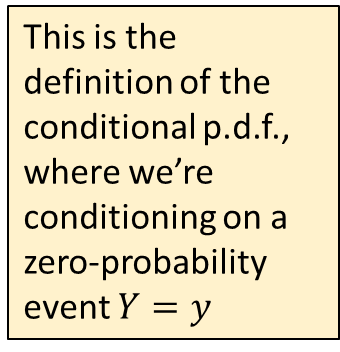 This is the
definition of the
conditional p.d.f.,
where we’re
conditioning on a
zero-probability
event Y = y